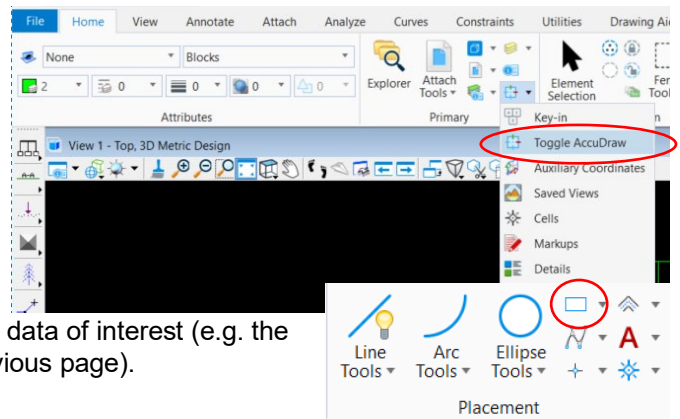 File Home View Annotate Attach Analyze Curves Constraints Utilities Drawing Ai
None Blocks
2 0 0 0 0
Explorer Attach Tools Element Selection Fer Tool
Attributes Primary n
Key-in
View 1 - Top, 3D Metric Design Toggle AccuDraw
Auxiliary Coordinates
Saved Views
Cells
Markups
Details
data of interest (e.g. the
vious page).
Line Tools Arc Tools Ellipse Tools A
Placement